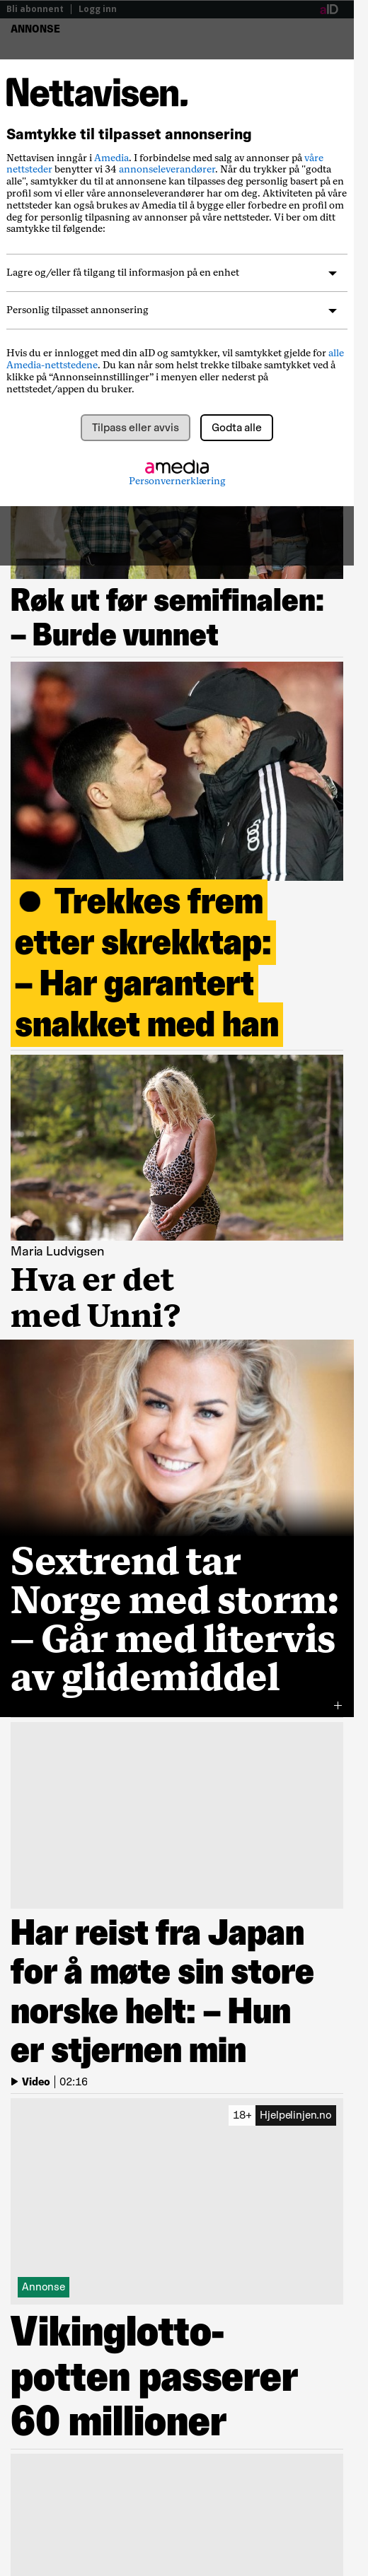 Bli abonnent | Logg inn
aID
ANNONSE
Nettavisen.
Samtykke til tilpasset annonsering
Nettavisen inngår i Amedia. I forbindelse med salg av annonser på våre
nettsteder benytter vi 34 annonseleverandører. Når du trykker på "godta
alle", samtykker du til at annonsene kan tilpasses deg personlig basert på en
profil som vi eller våre annonseleverandører har om deg. Aktiviteten på våre
nettsteder kan også brukes av Amedia til å bygge eller forbedre en profil om
deg for personlig tilpasning av annonser på våre nettsteder. Vi ber om ditt
samtykke til følgende:
Lagre og/eller få tilgang til informasjon på en enhet
Personlig tilpasset annonsering
Hvis du er innlogget med din aID og samtykker, vil samtykket gjelde for alle
Amedia-nettstedene. Du kan når som helst trekke tilbake samtykket ved å
klikke på “Annonseinnstillinger” i menyen eller nederst på
nettstedet/appen du bruker.
Tilpass eller avvis
Godta alle
amedia
Personvernerklæring
Røk ut før semifinalen:
– Burde vunnet
● Trekkes frem
etter skrekktap:
– Har garantert
snakket med han
Maria Ludvigsen
Hva er det
med Unni?
Sextrend tar
Norge med storm:
– Går med litervis
av glidemiddel
+
Har reist fra Japan
for å møte sin store
norske helt: – Hun
er stjernen min
Video | 02:16
18+ Hjelpelinjen.no
Annonse
Vikinglotto-
potten passerer
60 millioner